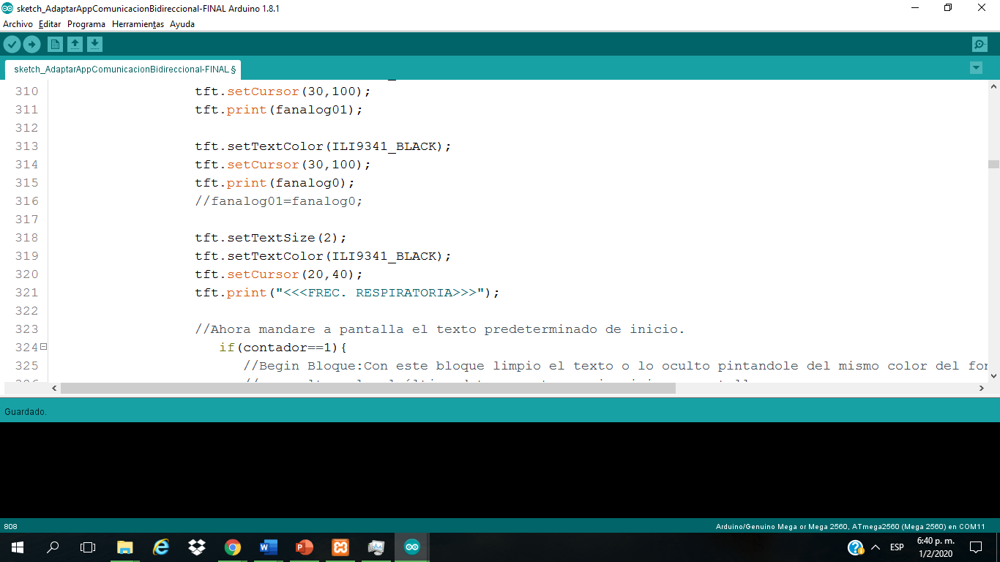 sketch_AdaptarAppComunicacionBidireccional-FINAL Arduino 1.8.1
Archivo Editar Programa Herramientas Ayuda
sketch_AdaptarAppComunicacionBidireccional-FINAL §
310 tft.setCursor(30,100);
311 tft.print(fanalog01);
312
313 tft.setTextColor(ILI9341_BLACK);
314 tft.setCursor(30,100);
315 tft.print(fanalog0);
316 //fanalog01=fanalog0;
317
318 tft.setTextSize(2);
319 tft.setTextColor(ILI9341_BLACK);
320 tft.setCursor(20,40);
321 tft.print("<<<FREC. RESPIRATORIA>>>");
322
323 //Ahora mandare a pantalla el texto predeterminado de inicio.
324 if(contador==1){
325 //Begin Bloque:Con este bloque limpio el texto o lo oculto pintandole del mismo color del for
Guardado.
808
Arduino/Genuino Mega or Mega 2560, ATmega2560 (Mega 2560) en COM11
ESP
6:40 p. m.
1/2/2020